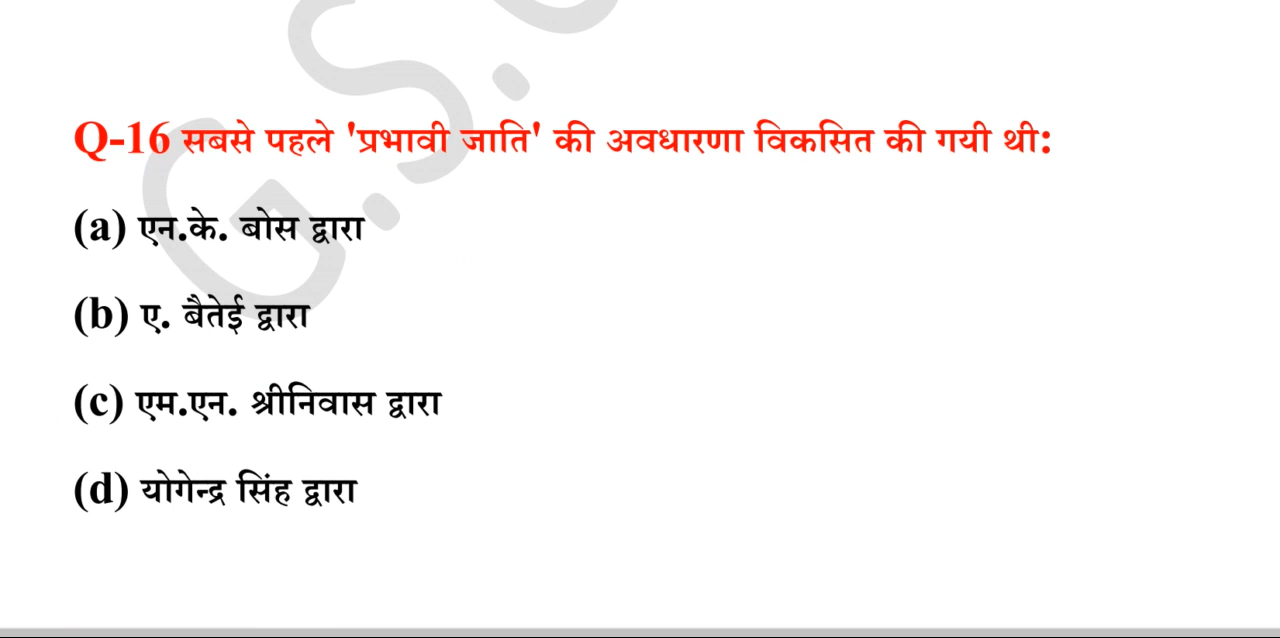 G.S.
Q-16 सबसे पहले 'प्रभावी जाति' की अवधारणा विकसित की गयी थी:
(a) एन.के. बोस द्वारा
(b) ए. बैतेई द्वारा
(c) एम.एन. श्रीनिवास द्वारा
(d) योगेन्द्र सिंह द्वारा